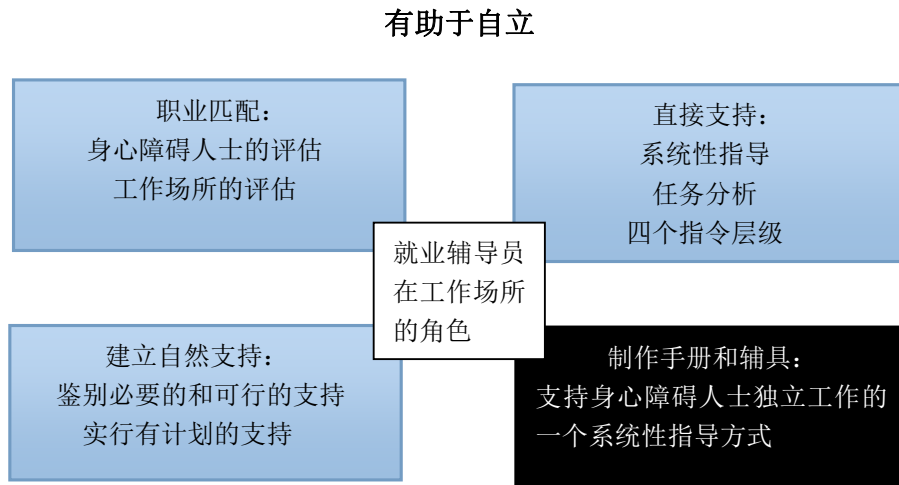 有助于自立
职业匹配：
身心障碍人士的评估
工作场所的评估
直接支持：
系统性指导
任务分析
四个指令层级
就业辅导员
在工作场所
的角色
建立自然支持：
鉴别必要的和可行的支持
实行有计划的支持
制作手册和辅具：
支持身心障碍人士独立工作的
一个系统性指导方式